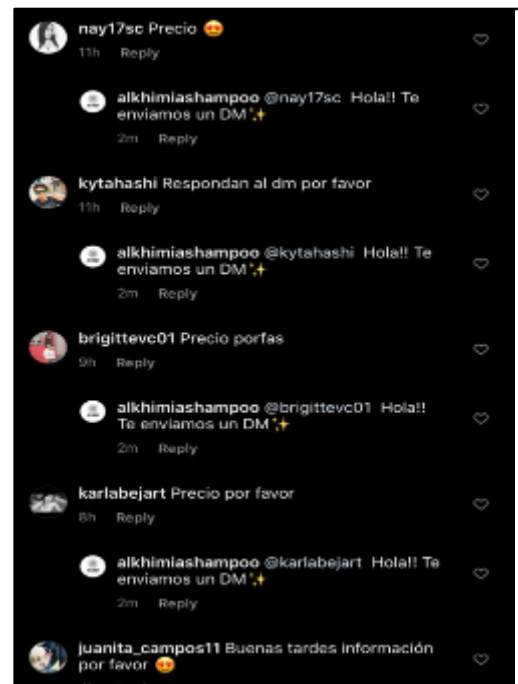 nay17sc Precio 😍
11h Reply
alkhimiashampoo @nay17sc Hola!! Te
enviamos un DM✨
2m Reply
kytahashi Respondan al dm por favor
11h Reply
alkhimiashampoo @kytahashi Hola!! Te
enviamos un DM✨
2m Reply
brigittevc01 Precio porfas
9h Reply
alkhimiashampoo @brigittevc01 Hola!!
Te enviamos un DM✨
2m Reply
karlabejart Precio por favor
8h Reply
alkhimiashampoo @karlabejart Hola!! Te
enviamos un DM✨
2m Reply
juanita_campos11 Buenas tardes información
por favor 😍